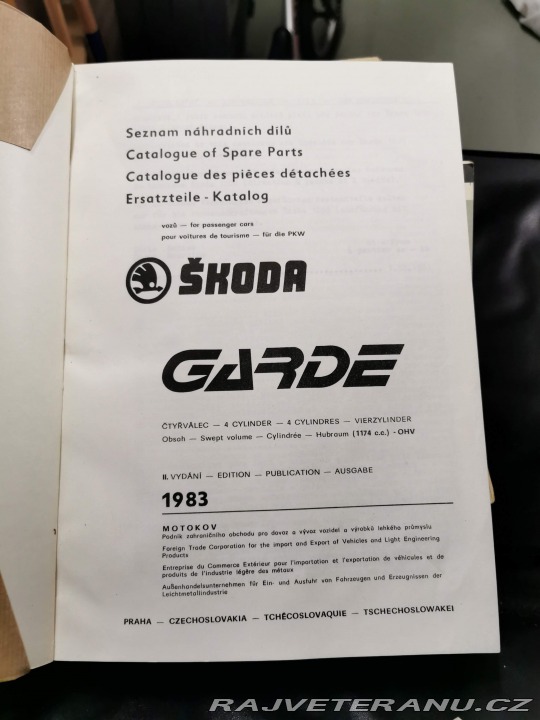 Seznam náhradních dílů
Catalogue of Spare Parts
Catalogue des pièces détachées
Ersatzteile - Katalog
vozů — for passenger cars
pour voitures de tourisme — für die PKW
ŠKODA
GARDE
ČTYŘVÁLEC — 4 CYLINDER — 4 CYLINDRES — VIERZYLINDER
Obsah — Swept volume — Cylindrée — Hubraum (1174 c.c.) - OHV
II. VYDÁNÍ — EDITION — PUBLICATION — AUSGABE
1983
MOTOKOV
Podnik zahraničního obchodu pro dovoz a vývoz vozidel a výrobků lehkého průmyslu
Foreign Trade Corporation for the import and Export of Vehicles and Light Engineering
Products
Entreprise du Commerce Extérieur pour l'importation et l'exportation de véhicules et de
produits de l'industrie légère des métaux
Außenhandelsunternehmen für Ein- und Ausfuhr von Fahrzeugen und Erzeugnissen der
Leichtmetallindustrie
PRAHA — CZECHOSLOVAKIA — TCHÉCOSLOVAQUIE — TSCHECHOSLOWAKEI
RAJVETERANU.CZ